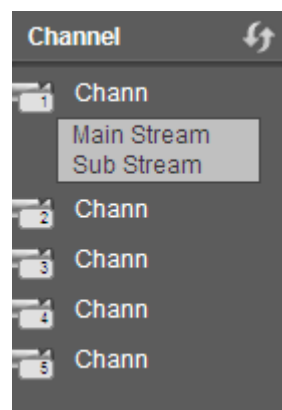 Channel
1 Chann
Main Stream
Sub Stream
2 Chann
3 Chann
4 Chann
5 Chann